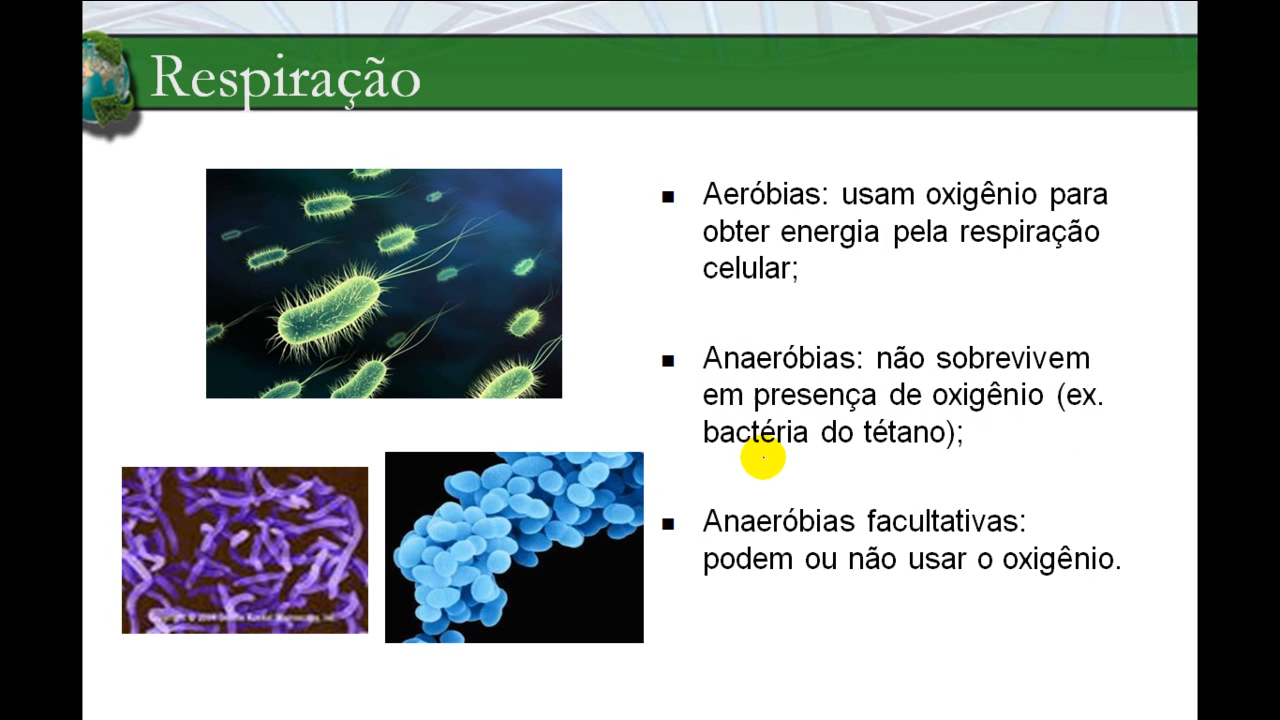 Respiração
Aeróbias: usam oxigênio para
obter energia pela respiração
celular;
Anaeróbias: não sobrevivem
em presença de oxigênio (ex.
bactéria do tétano);
Anaeróbias facultativas:
podem ou não usar o oxigênio.